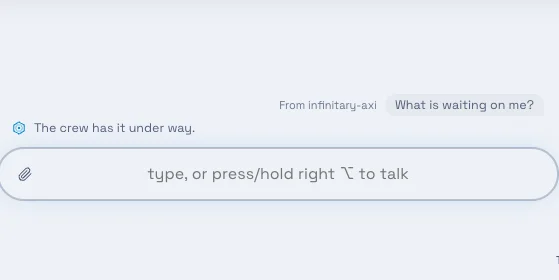 From infinitary-axi What is waiting on me?
The crew has it under way.
type, or press/hold right ⌥ to talk